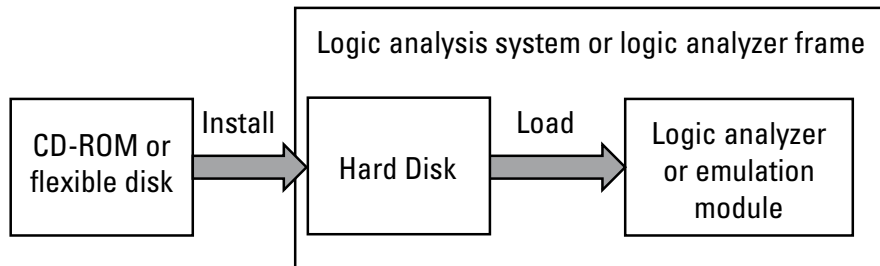 Logic analysis system or logic analyzer frame
CD-ROM or
flexible disk
Install
Hard Disk
Load
Logic analyzer
or emulation
module